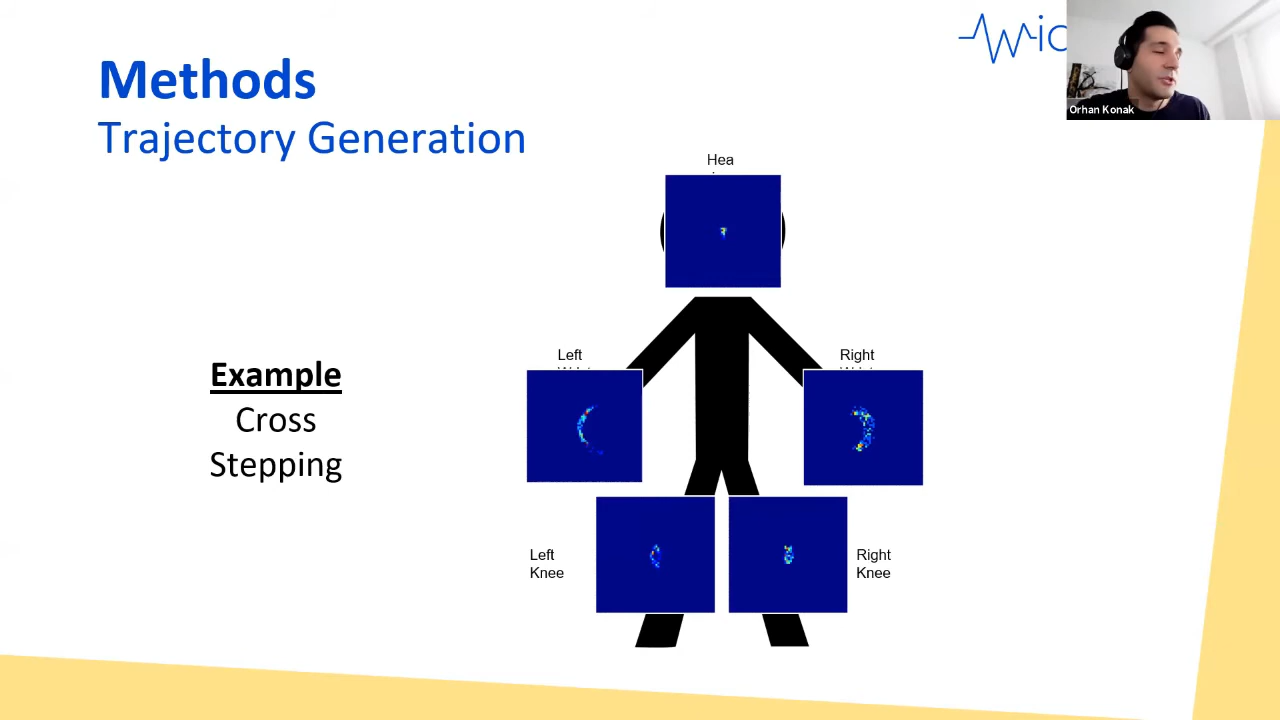 Methods
Trajectory Generation
Orhan Konak
Hea
Left
Right
Example
Cross
Stepping
Left
Knee
Right
Knee